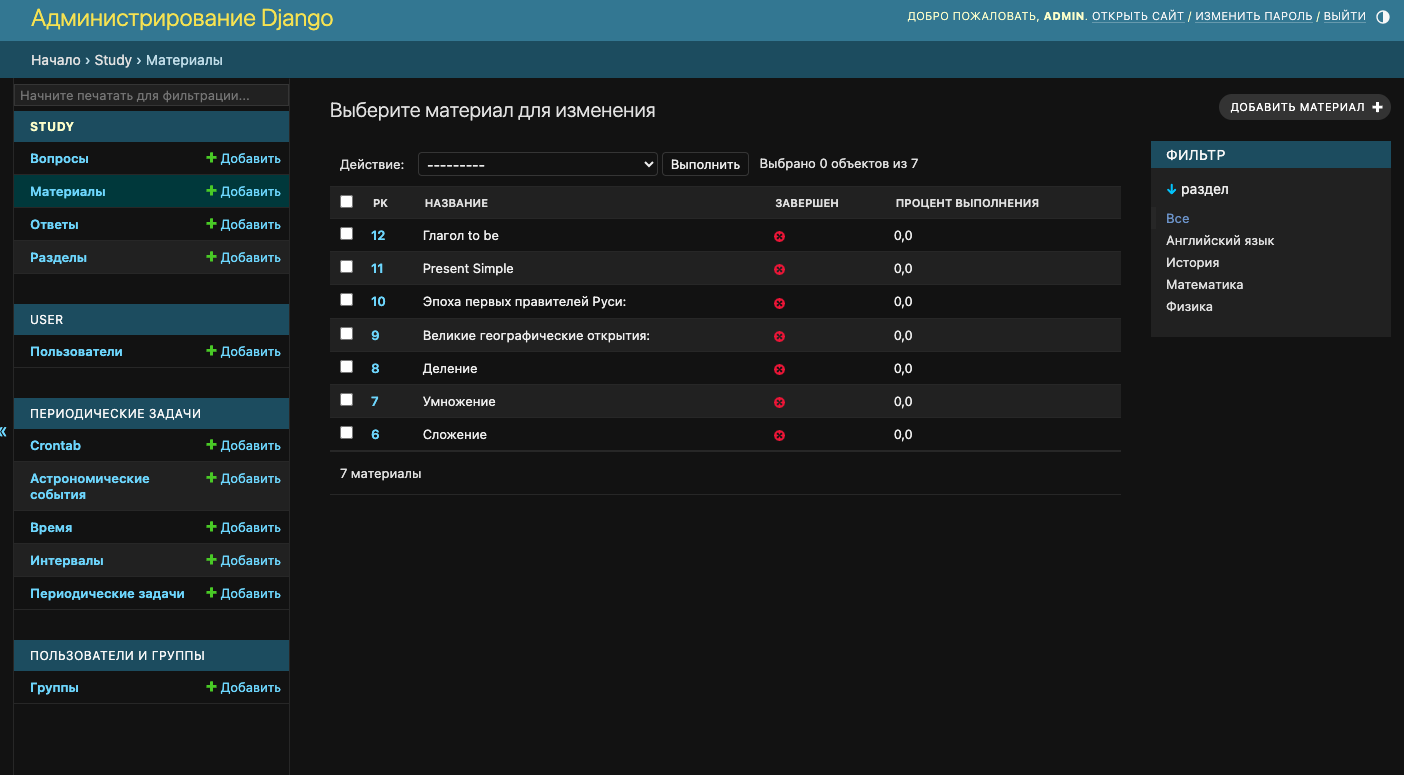 Администрирование Django
ДОБРО ПОЖАЛОВАТЬ, ADMIN. ОТКРЫТЬ САЙТ / ИЗМЕНИТЬ ПАРОЛЬ / ВЫЙТИ
Начало › Study › Материалы
Начните печатать для фильтрации...
STUDY
Вопросы + Добавить
Материалы + Добавить
Ответы + Добавить
Разделы + Добавить
USER
Пользователи + Добавить
ПЕРИОДИЧЕСКИЕ ЗАДАЧИ
Crontab + Добавить
Астрономические + Добавить
события
Время + Добавить
Интервалы + Добавить
Периодические задачи + Добавить
ПОЛЬЗОВАТЕЛИ И ГРУППЫ
Группы + Добавить
«
Выберите материал для изменения
ДОБАВИТЬ МАТЕРИАЛ +
Действие: --------- Выполнить Выбрано 0 объектов из 7
PK НАЗВАНИЕ ЗАВЕРШЕН ПРОЦЕНТ ВЫПОЛНЕНИЯ
12 Глагол to be 0,0
11 Present Simple 0,0
10 Эпоха первых правителей Руси: 0,0
9 Великие географические открытия: 0,0
8 Деление 0,0
7 Умножение 0,0
6 Сложение 0,0
7 материалы
ФИЛЬТР
↓ раздел
Все
Английский язык
История
Математика
Физика